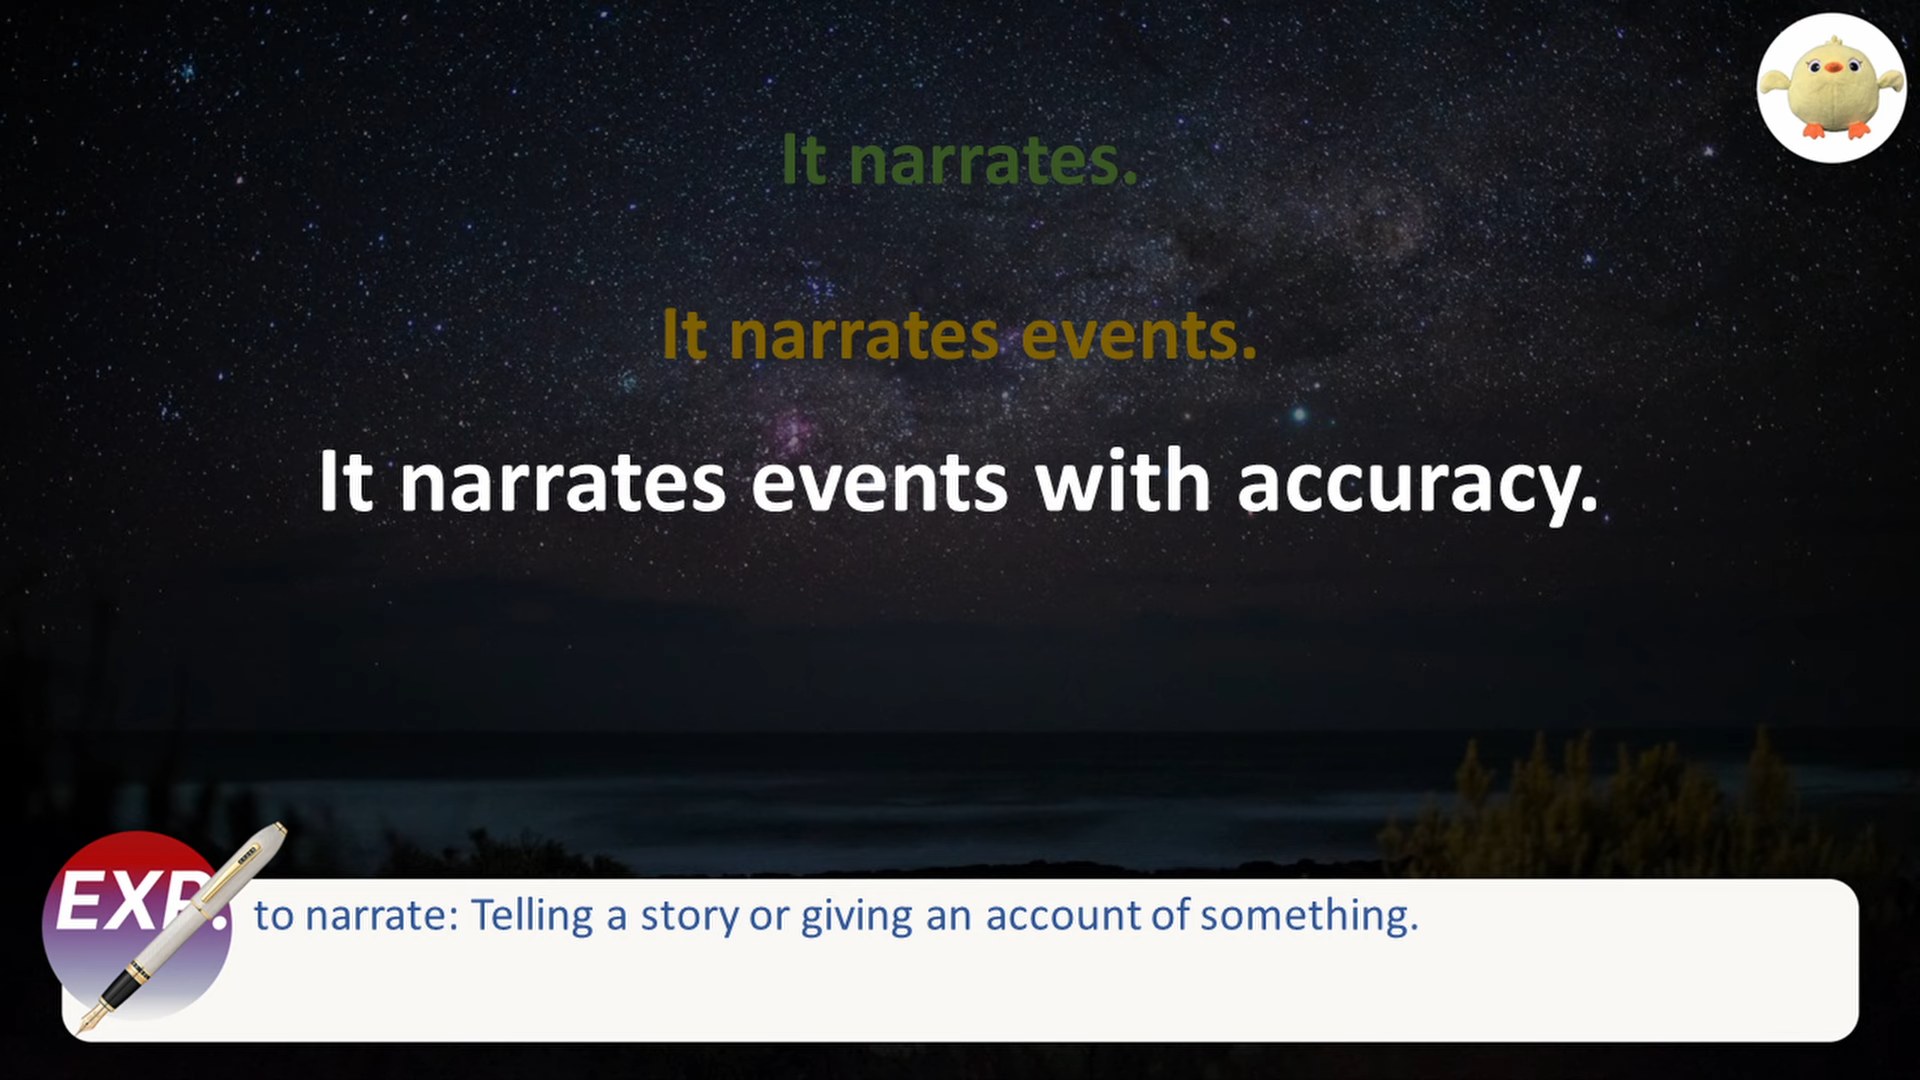 It narrates.
It narrates events.
It narrates events with accuracy.
EXP.
to narrate: Telling a story or giving an account of something.